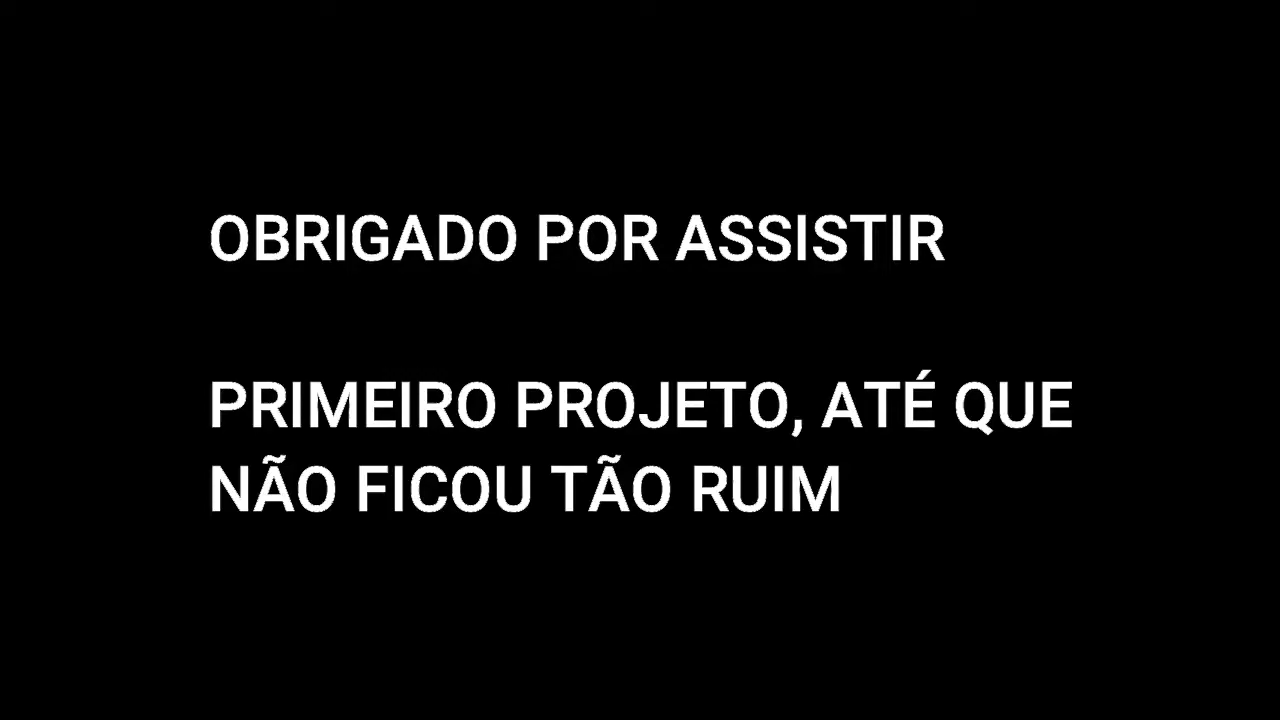 OBRIGADO POR ASSISTIR
PRIMEIRO PROJETO, ATÉ QUE
NÃO FICOU TÃO RUIM